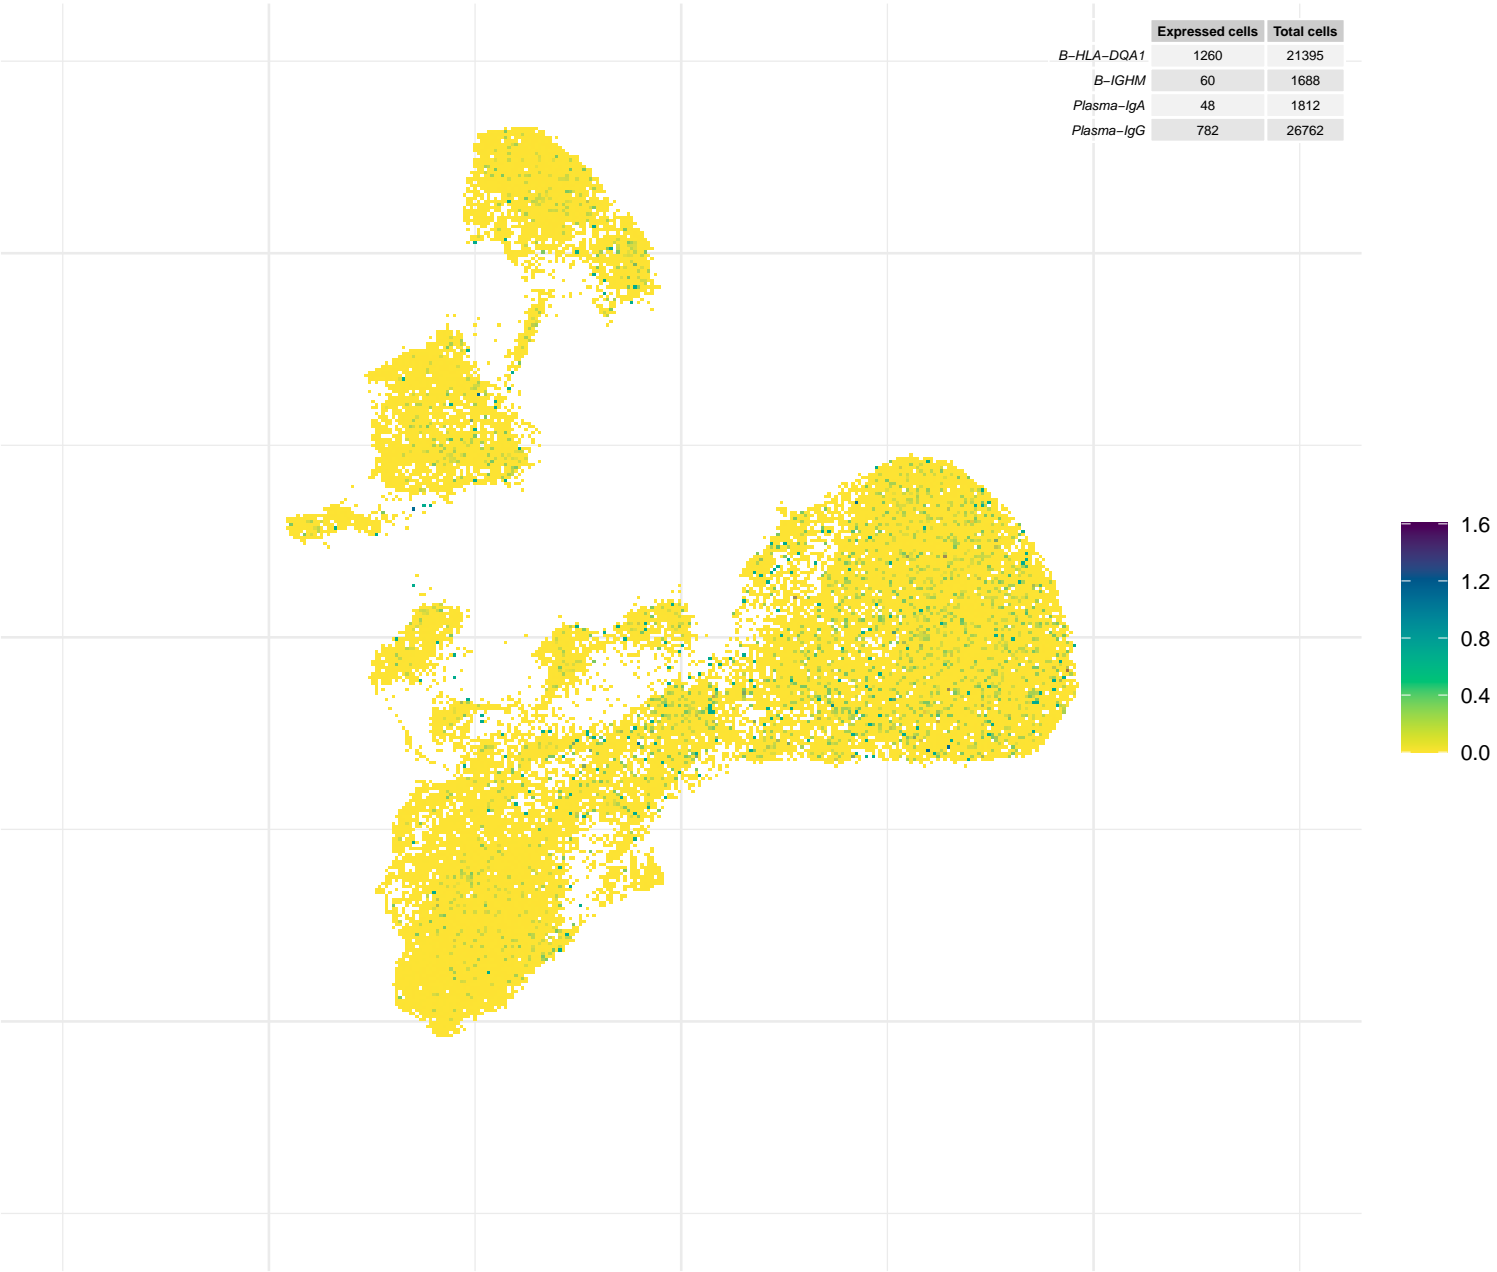 Expressed cells Total cells
B−HLA−DQA1 1260 21395
B−IGHM 60 1688
Plasma−IgA 48 1812
Plasma−IgG 782 26762
1.6
1.2
0.8
0.4
0.0